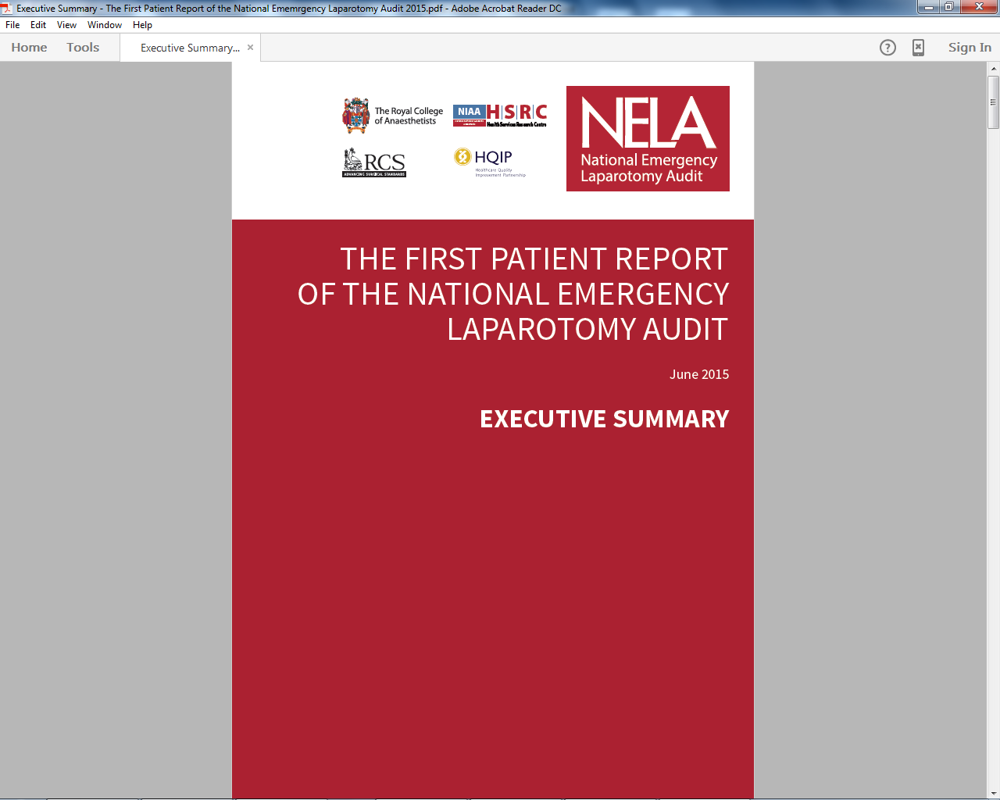 Executive Summary - The First Patient Report of the National Ememrgency Laparotomy Audit 2015.pdf - Adobe Acrobat Reader DC
File Edit View Window Help
Home Tools Executive Summary... Sign In
The Royal College
of Anaesthetists
NIAA HSRC
Health Services Research Centre
RCS
ADVANCING SURGICAL STANDARDS
HQIP
Healthcare Quality
Improvement Partnership
NELA
National Emergency
Laparotomy Audit
THE FIRST PATIENT REPORT
OF THE NATIONAL EMERGENCY
LAPAROTOMY AUDIT
June 2015
EXECUTIVE SUMMARY